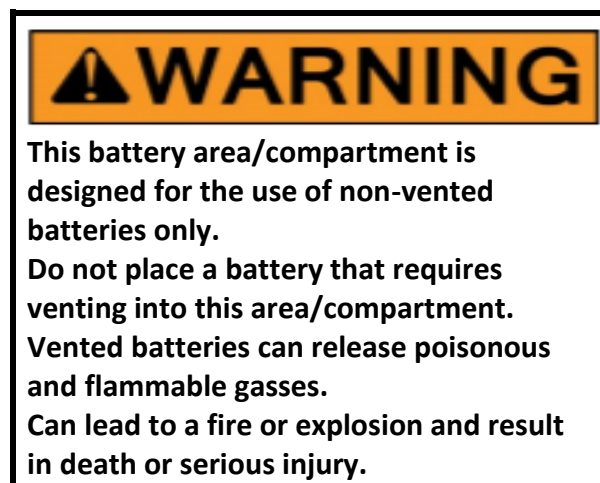 WARNING
This battery area/compartment is
designed for the use of non-vented
batteries only.
Do not place a battery that requires
venting into this area/compartment.
Vented batteries can release poisonous
and flammable gasses.
Can lead to a fire or explosion and result
in death or serious injury.